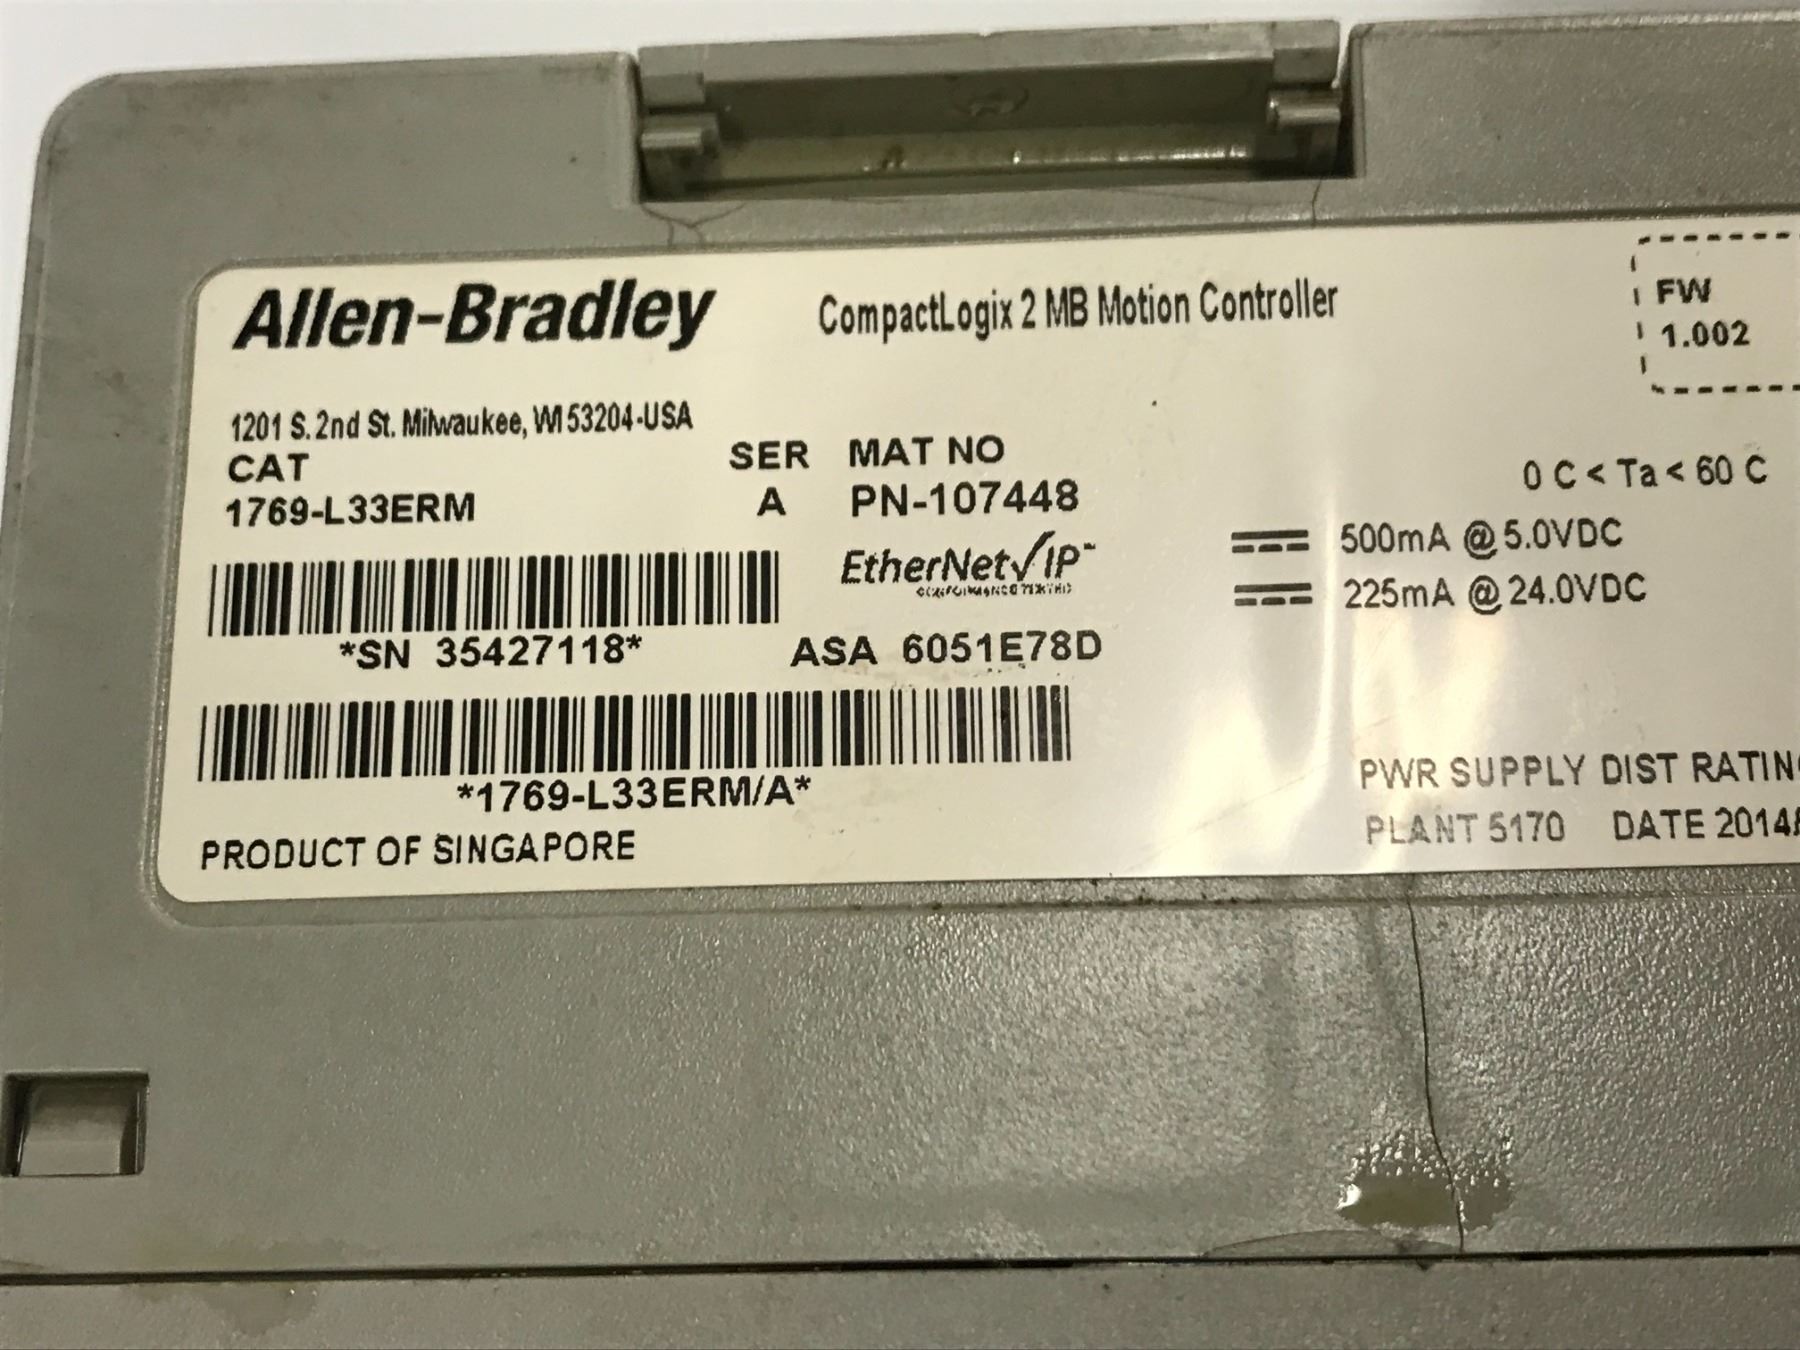 Allen-Bradley
CompactLogix 2 MB Motion Controller
FW
1.002
1201 S. 2nd St. Milwaukee, WI 53204-USA
CAT
SER
MAT NO
1769-L33ERM
A
PN-107448
0 C < Ta < 60 C
EtherNet/IP™
500mA @ 5.0VDC
225mA @ 24.0VDC
*SN 35427118*
ASA 6051E78D
*1769-L33ERM/A*
PWR SUPPLY DIST RATIN
PRODUCT OF SINGAPORE
PLANT 5170
DATE 2014